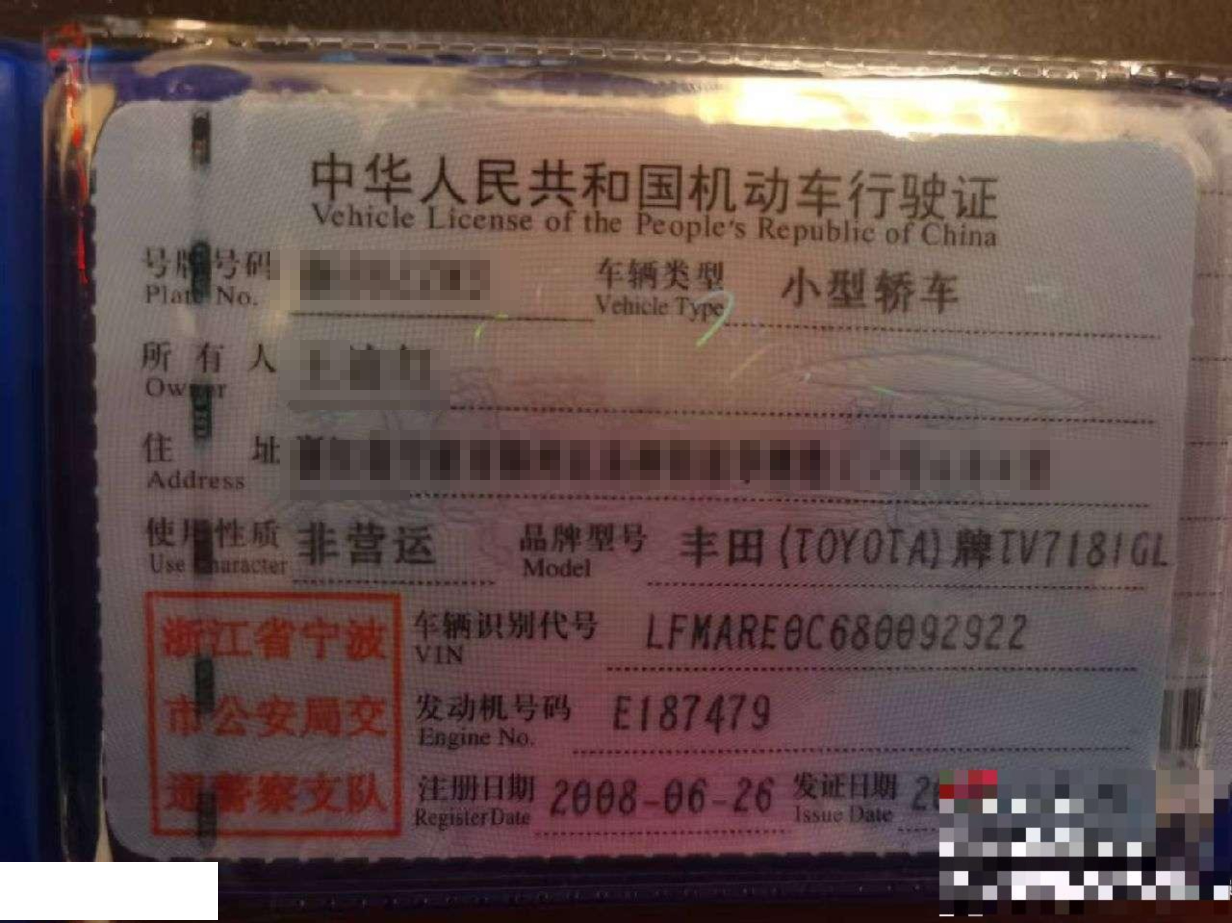 中华人民共和国机动车行驶证
Vehicle License of the People's Republic of China
号牌号码 车辆类型 小型轿车
Plate No. Vehicle Type
所有人
Owner
住址
Address
使用性质 非营运 品牌型号 丰田(TOYOTA)牌TV7181GL
Use Character Model
浙江省宁波
市公安局交
通警察支队
车辆识别代号 LFMARE0C680092922
VIN
发动机号码 E187479
Engine No.
注册日期 2008-06-26 发证日期 20
Register Date Issue Date